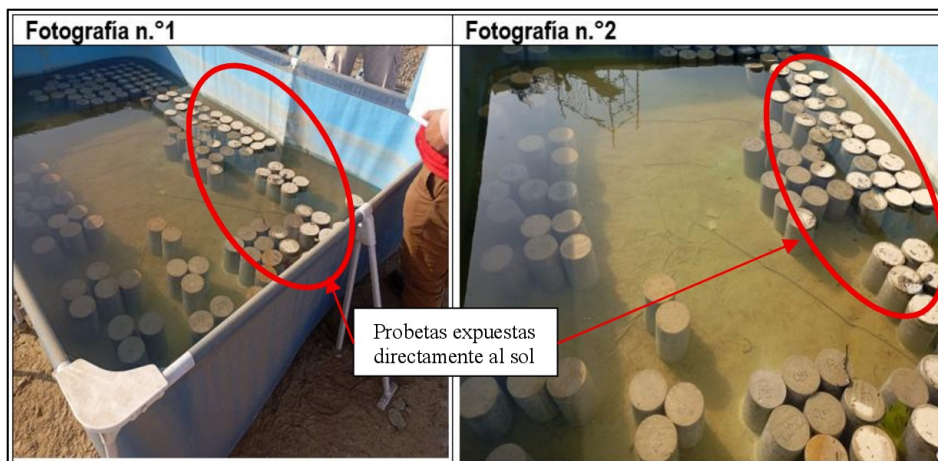 Fotografía n.°1
Fotografía n.°2
Probetas expuestas
directamente al sol